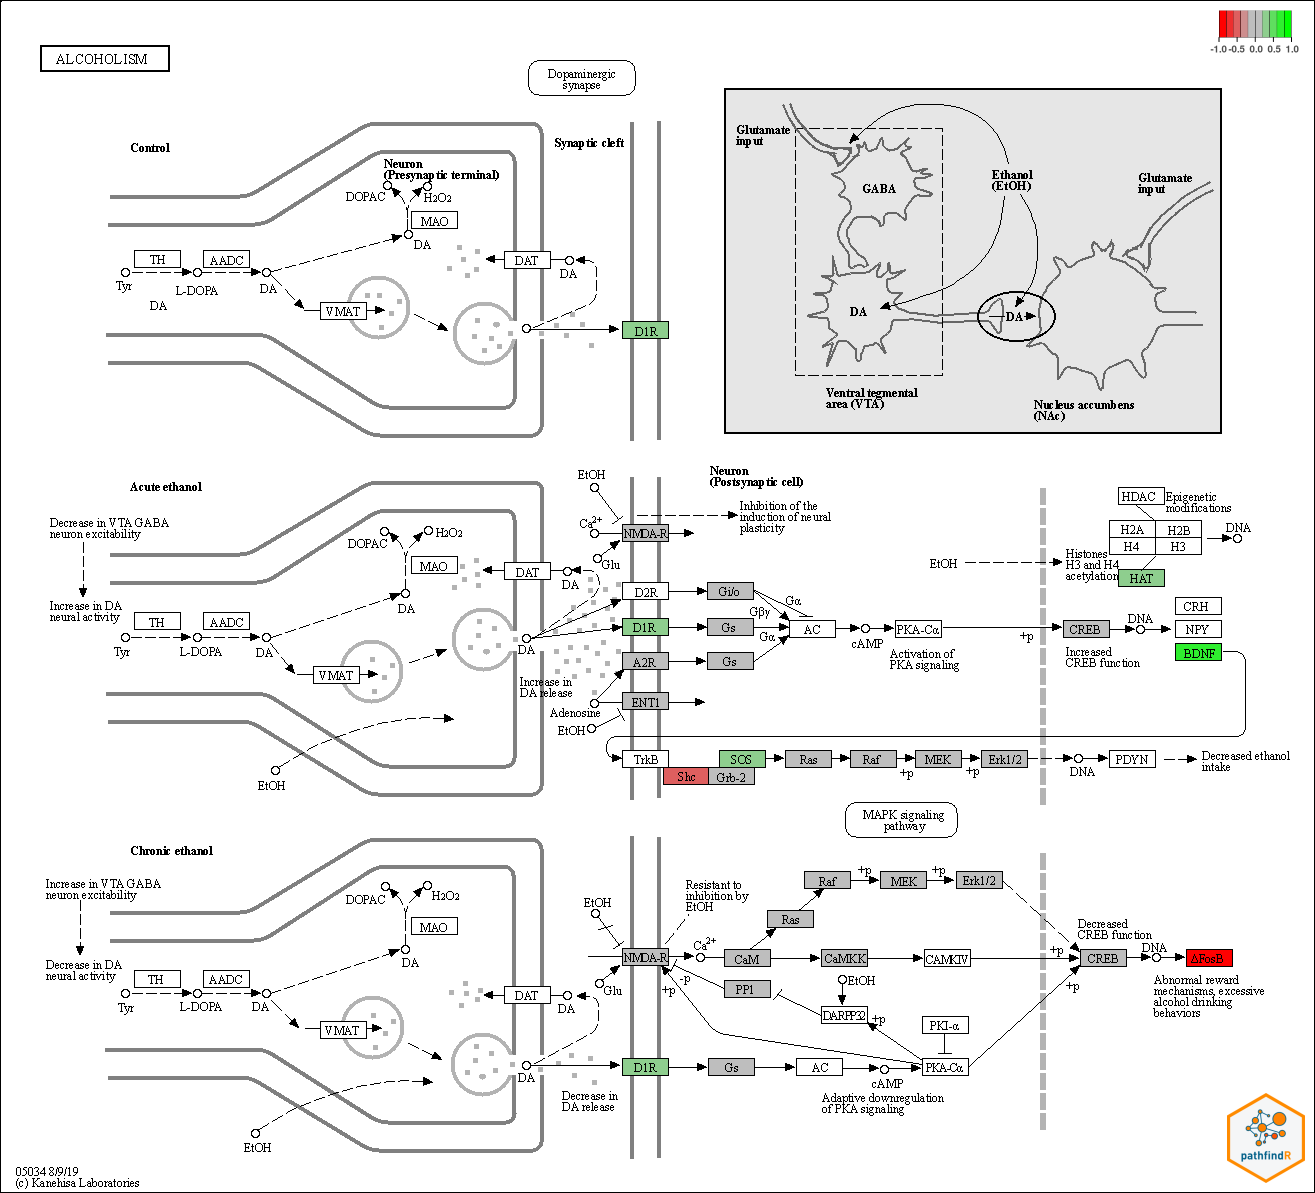 -1.0 -0.5 0.0 0.5 1.0
ALCOHOLISM
Dopaminergic
synapse
Control
Synaptic cleft
Neuron
(Presynaptic terminal)
DOPAC
H2O2
MAO
DA
TH
AADC
Tyr
L-DOPA
DA
DA
VMAT
DAT
DA
D1R
Glutamate
input
GABA
Ethanol
(EtOH)
Glutamate
input
DA
DA
Ventral tegmental
area (VTA)
Nucleus accumbens
(NAc)
Acute ethanol
Decrease in VTA GABA
neuron excitability
Increase in DA
neural activity
DOPAC
H2O2
MAO
DA
TH
AADC
Tyr
L-DOPA
DA
VMAT
EtOH
DAT
DA
DA
Increase in
DA release
EtOH
Ca2+
NMDA-R
Glu
Neuron
(Postsynaptic cell)
Inhibition of the
induction of neural
plasticity
D2R
Gi/o
Gα
Gβγ
D1R
Gs
Gα
AC
cAMP
PKA-Cα
Activation of
PKA signaling
+p
A2R
Gs
ENT1
Adenosine
EtOH
EtOH
HDAC
Epigenetic
modifications
H2A
H2B
H4
H3
DNA
Histones
H3 and H4
acetylation
HAT
CREB
Increased
CREB function
DNA
CRH
NPY
BDNF
TrkB
SOS
Shc
Grb-2
Ras
Raf
+p
MEK
+p
Erk1/2
DNA
PDYN
Decreased ethanol
intake
MAPK signaling
pathway
Chronic ethanol
Increase in VTA GABA
neuron excitability
Decrease in DA
neural activity
DOPAC
H2O2
MAO
DA
TH
AADC
Tyr
L-DOPA
DA
VMAT
EtOH
DAT
DA
DA
Decrease in
DA release
EtOH
NMDA-R
Glu
Resistant to
inhibition by
EtOH
Ca2+
Raf
+p
MEK
+p
Erk1/2
Ras
CaM
CaMKK
CAMKIV
+p
-p
+p
PP1
EtOH
DARPP32
+p
PKI-α
D1R
Gs
AC
cAMP
PKA-Cα
Adaptive downregulation
of PKA signaling
+p
Decreased
CREB function
CREB
DNA
ΔFosB
Abnormal reward
mechanisms, excessive
alcohol drinking
behaviors
pathfindR
05034 8/9/19
(c) Kanehisa Laboratories